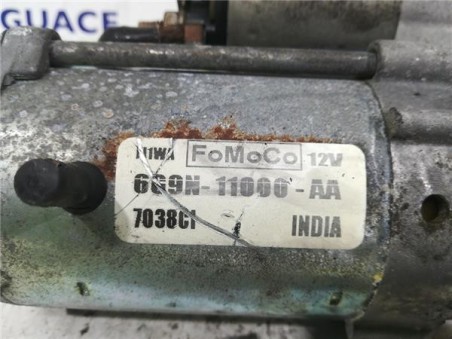 GUACE
FoMoCo 12V
6G9N-11000-AA
7038C1 INDIA